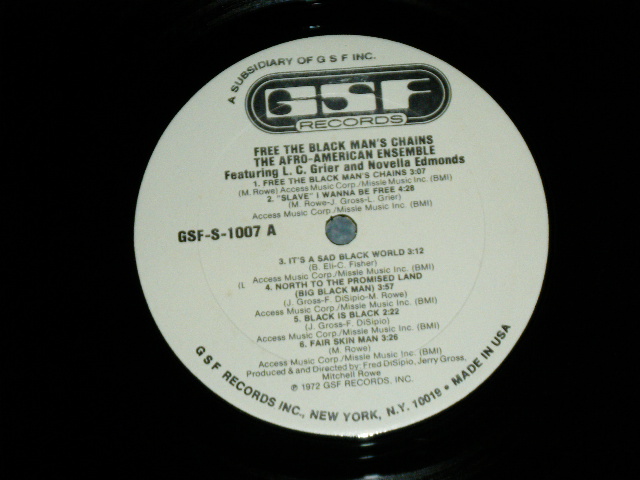 A SUBSIDIARY OF G S F INC.
GSF
RECORDS
FREE THE BLACK MAN'S CHAINS
THE AFRO-AMERICAN ENSEMBLE
Featuring L. C. Grier and Novella Edmonds
1. FREE THE BLACK MAN'S CHAINS 3:07
(M. Rowe) Access Music Corp./Missle Music Inc. (BMI)
2. "SLAVE" I WANNA BE FREE 4:28
(M. Rowe-J. Gross-L. Grier)
Access Music Corp./Missle Music Inc. (BMI)
GSF-S-1007 A
3. IT'S A SAD BLACK WORLD 3:12
(B. Eli-C. Fisher)
Access Music Corp./Missle Music Inc. (BMI)
4. NORTH TO THE PROMISED LAND
(BIG BLACK MAN) 3:57
(J. Gross-F. DiSipio-M. Rowe)
Access Music Corp./Missle Music Inc. (BMI)
5. BLACK IS BLACK 2:22
(J. Gross-F. DiSipio)
Access Music Corp./Missle Music Inc. (BMI)
6. FAIR SKIN MAN 3:26
(M. Rowe)
Access Music Corp./Missle Music Inc. (BMI)
Produced & and Directed by: Fred DiSipio, Jerry Gross,
Mitchell Rowe
℗ 1972 GSF RECORDS, INC.
G S F RECORDS INC., NEW YORK, N.Y. 10019 • MADE IN USA